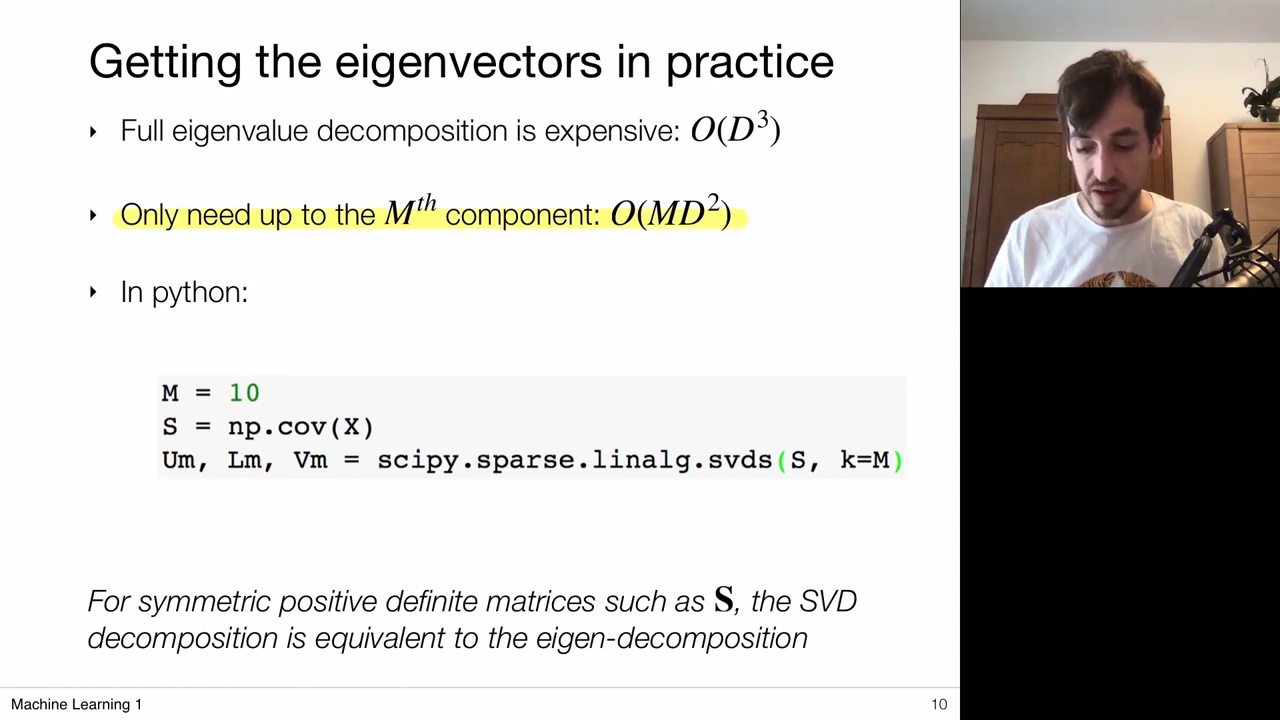 Getting the eigenvectors in practice
‣ Full eigenvalue decomposition is expensive: O(D³)
‣ Only need up to the Mᵗʰ component: O(MD²)
‣ In python:
M = 10
S = np.cov(X)
Um, Lm, Vm = scipy.sparse.linalg.svds(S, k=M)
For symmetric positive definite matrices such as S, the SVD
decomposition is equivalent to the eigen-decomposition
Machine Learning 1
10